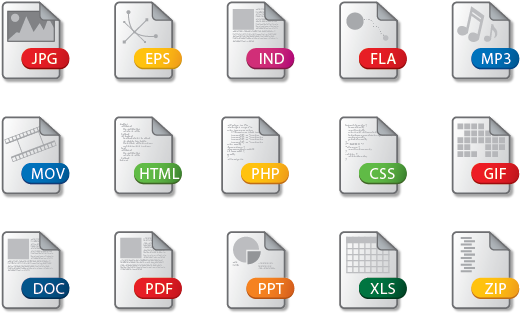 JPG
EPS
IND
FLA
MP3
MOV
HTML
PHP
CSS
GIF
DOC
PDF
PPT
XLS
ZIP